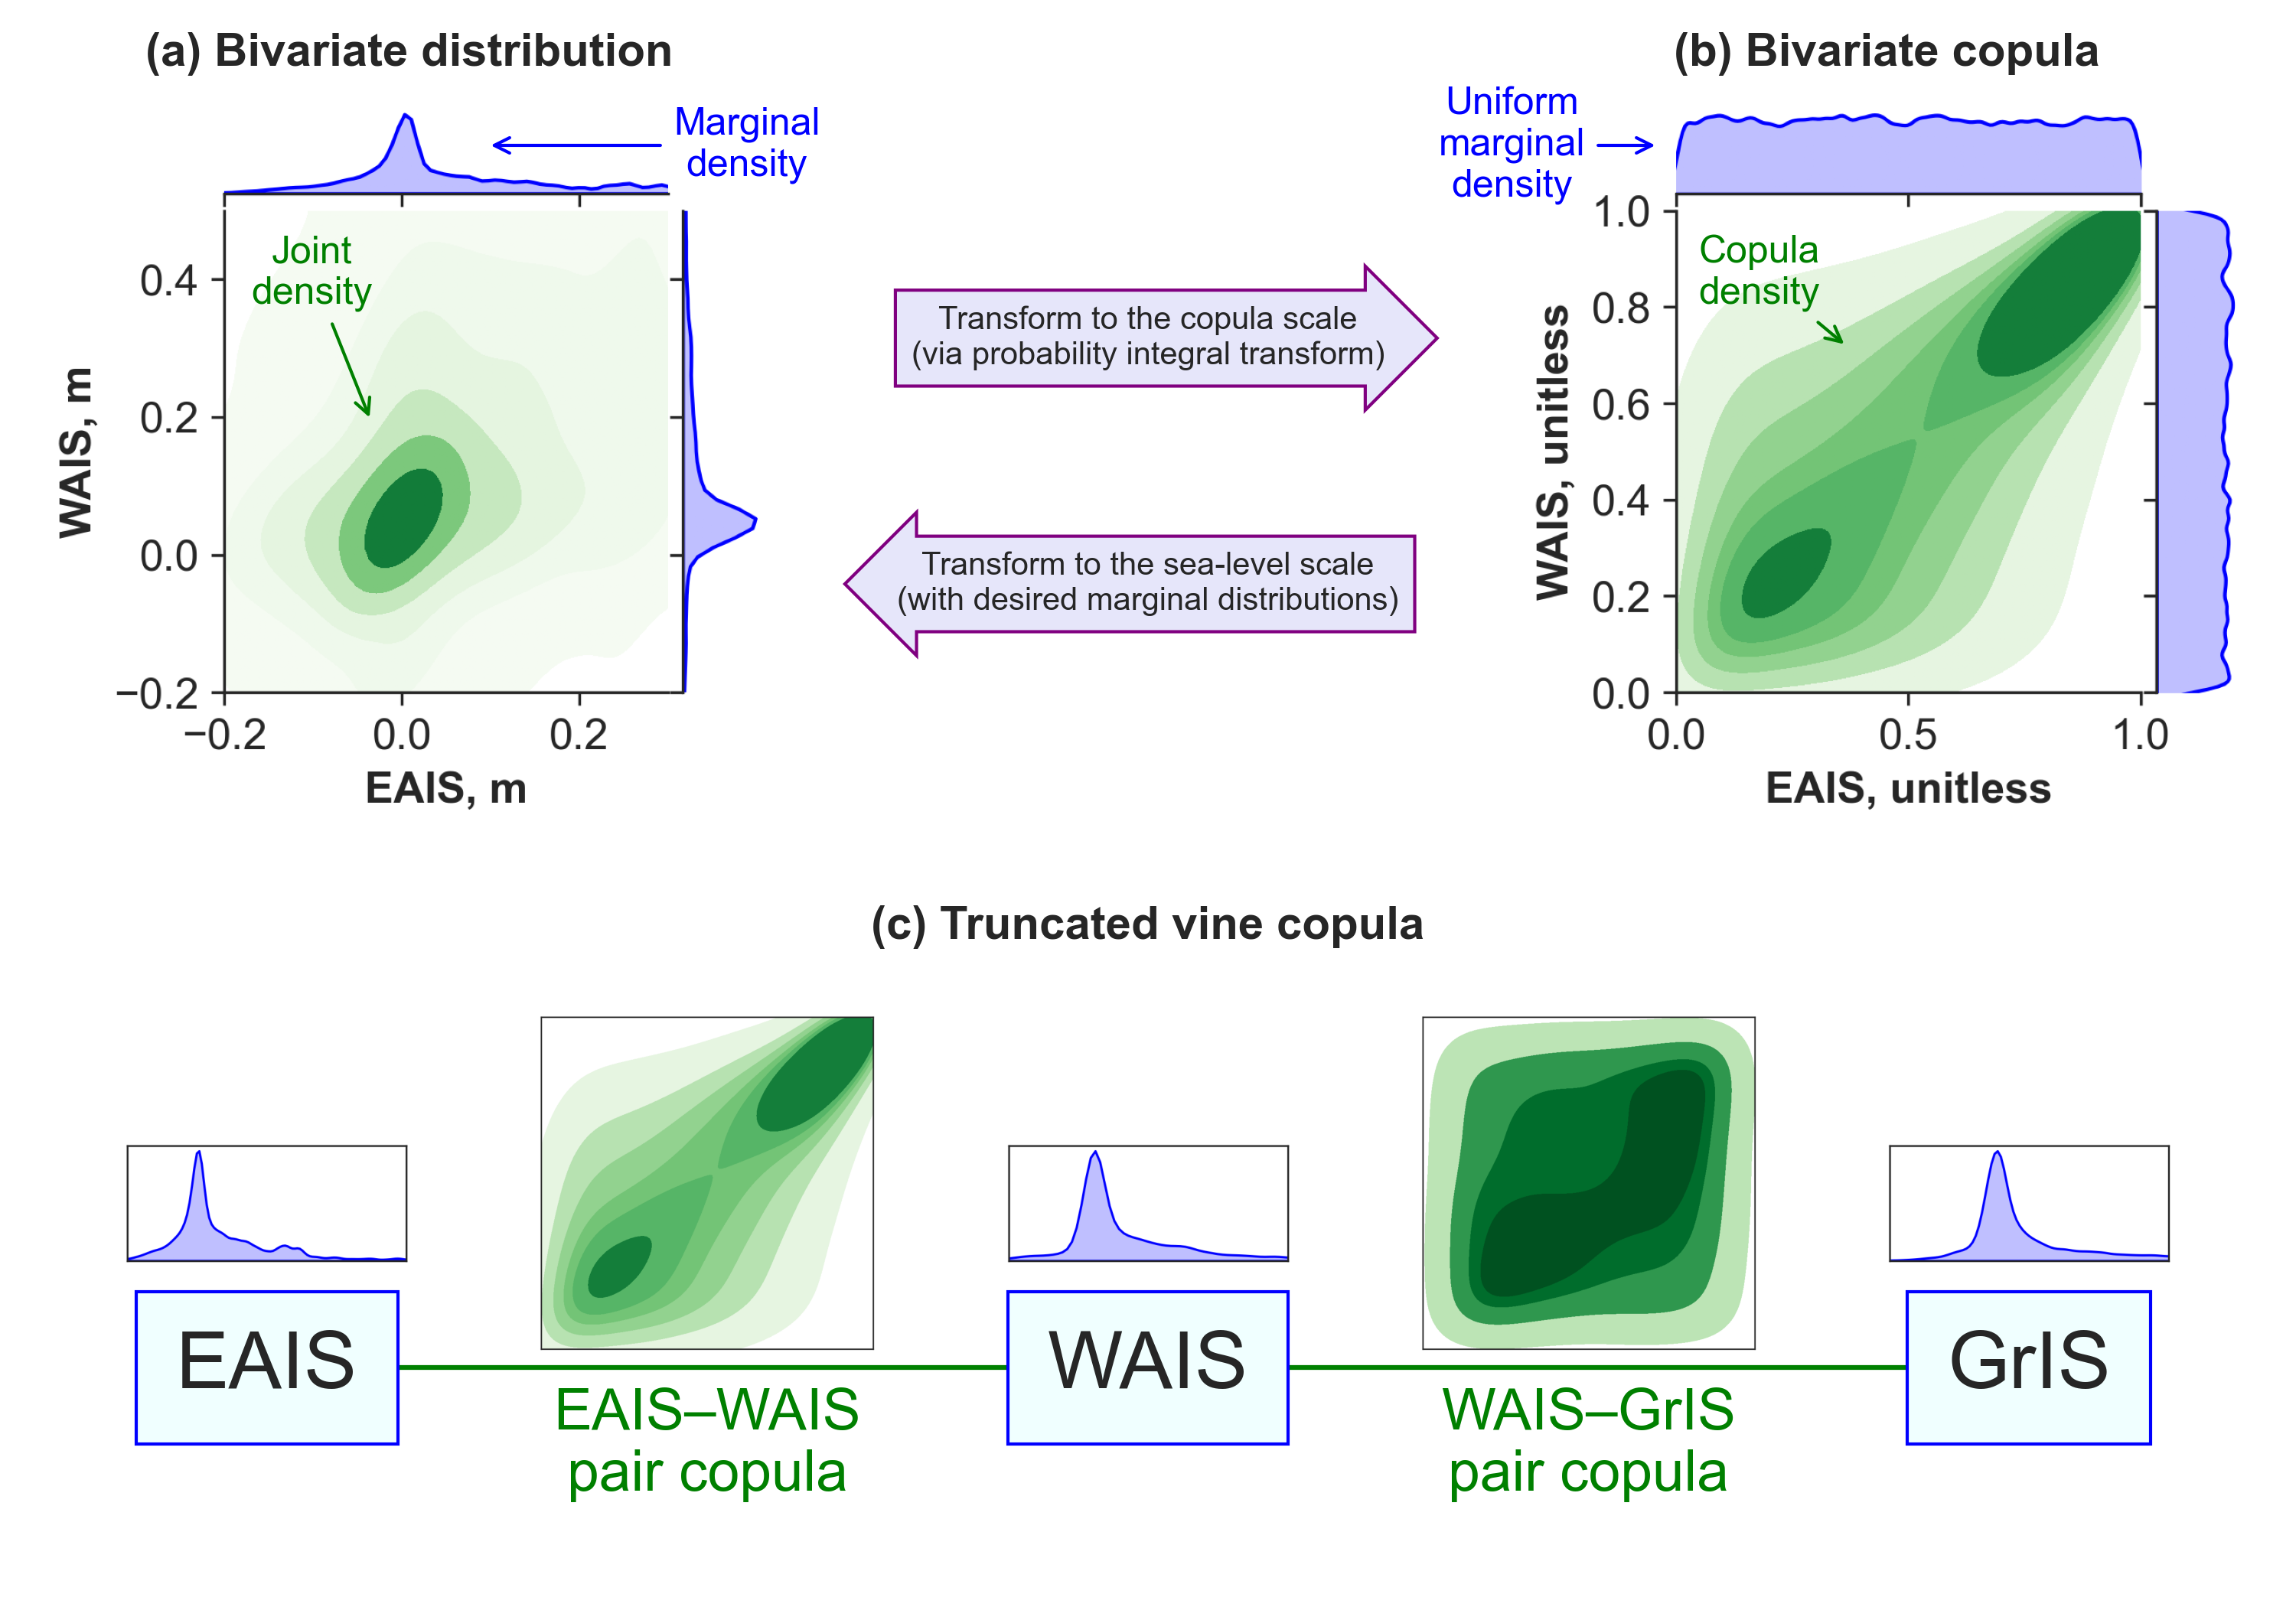 (a) Bivariate distribution
Marginal
density
Joint
density
0.4
0.2
0.0
−0.2
WAIS, m
−0.2
0.0
0.2
EAIS, m
Transform to the copula scale
(via probability integral transform)
Transform to the sea-level scale
(with desired marginal distributions)
(b) Bivariate copula
Uniform
marginal
density
Copula
density
1.0
0.8
0.6
0.4
0.2
0.0
WAIS, unitless
0.0
0.5
1.0
EAIS, unitless
(c) Truncated vine copula
EAIS
EAIS–WAIS
pair copula
WAIS
WAIS–GrIS
pair copula
GrIS